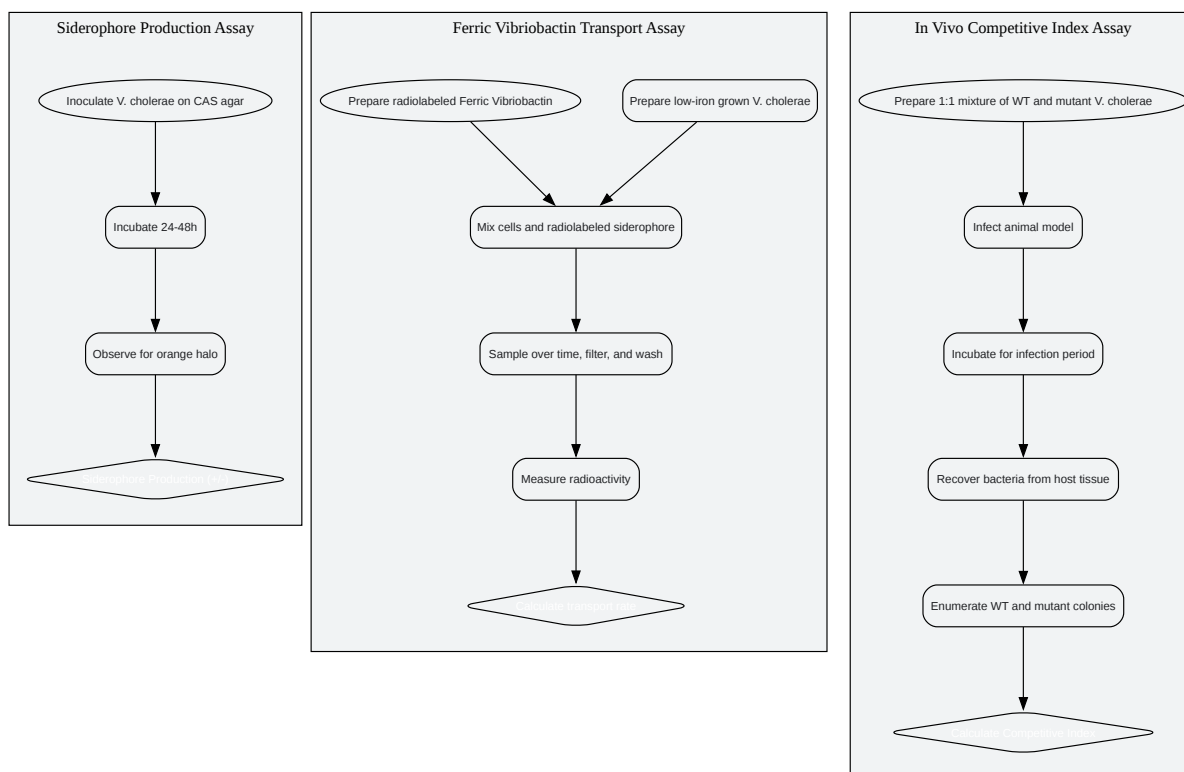 Siderophore Production Assay
Inoculate V. cholerae on CAS agar
Incubate 24-48h
Observe for orange halo
Siderophore Production (+/-)
Ferric Vibriobactin Transport Assay
Prepare radiolabeled Ferric Vibriobactin
Prepare low-iron grown V. cholerae
Mix cells and radiolabeled siderophore
Sample over time, filter, and wash
Measure radioactivity
Calculate transport rate
In Vivo Competitive Index Assay
Prepare 1:1 mixture of WT and mutant V. cholerae
Infect animal model
Incubate for infection period
Recover bacteria from host tissue
Enumerate WT and mutant colonies
Calculate Competitive Index